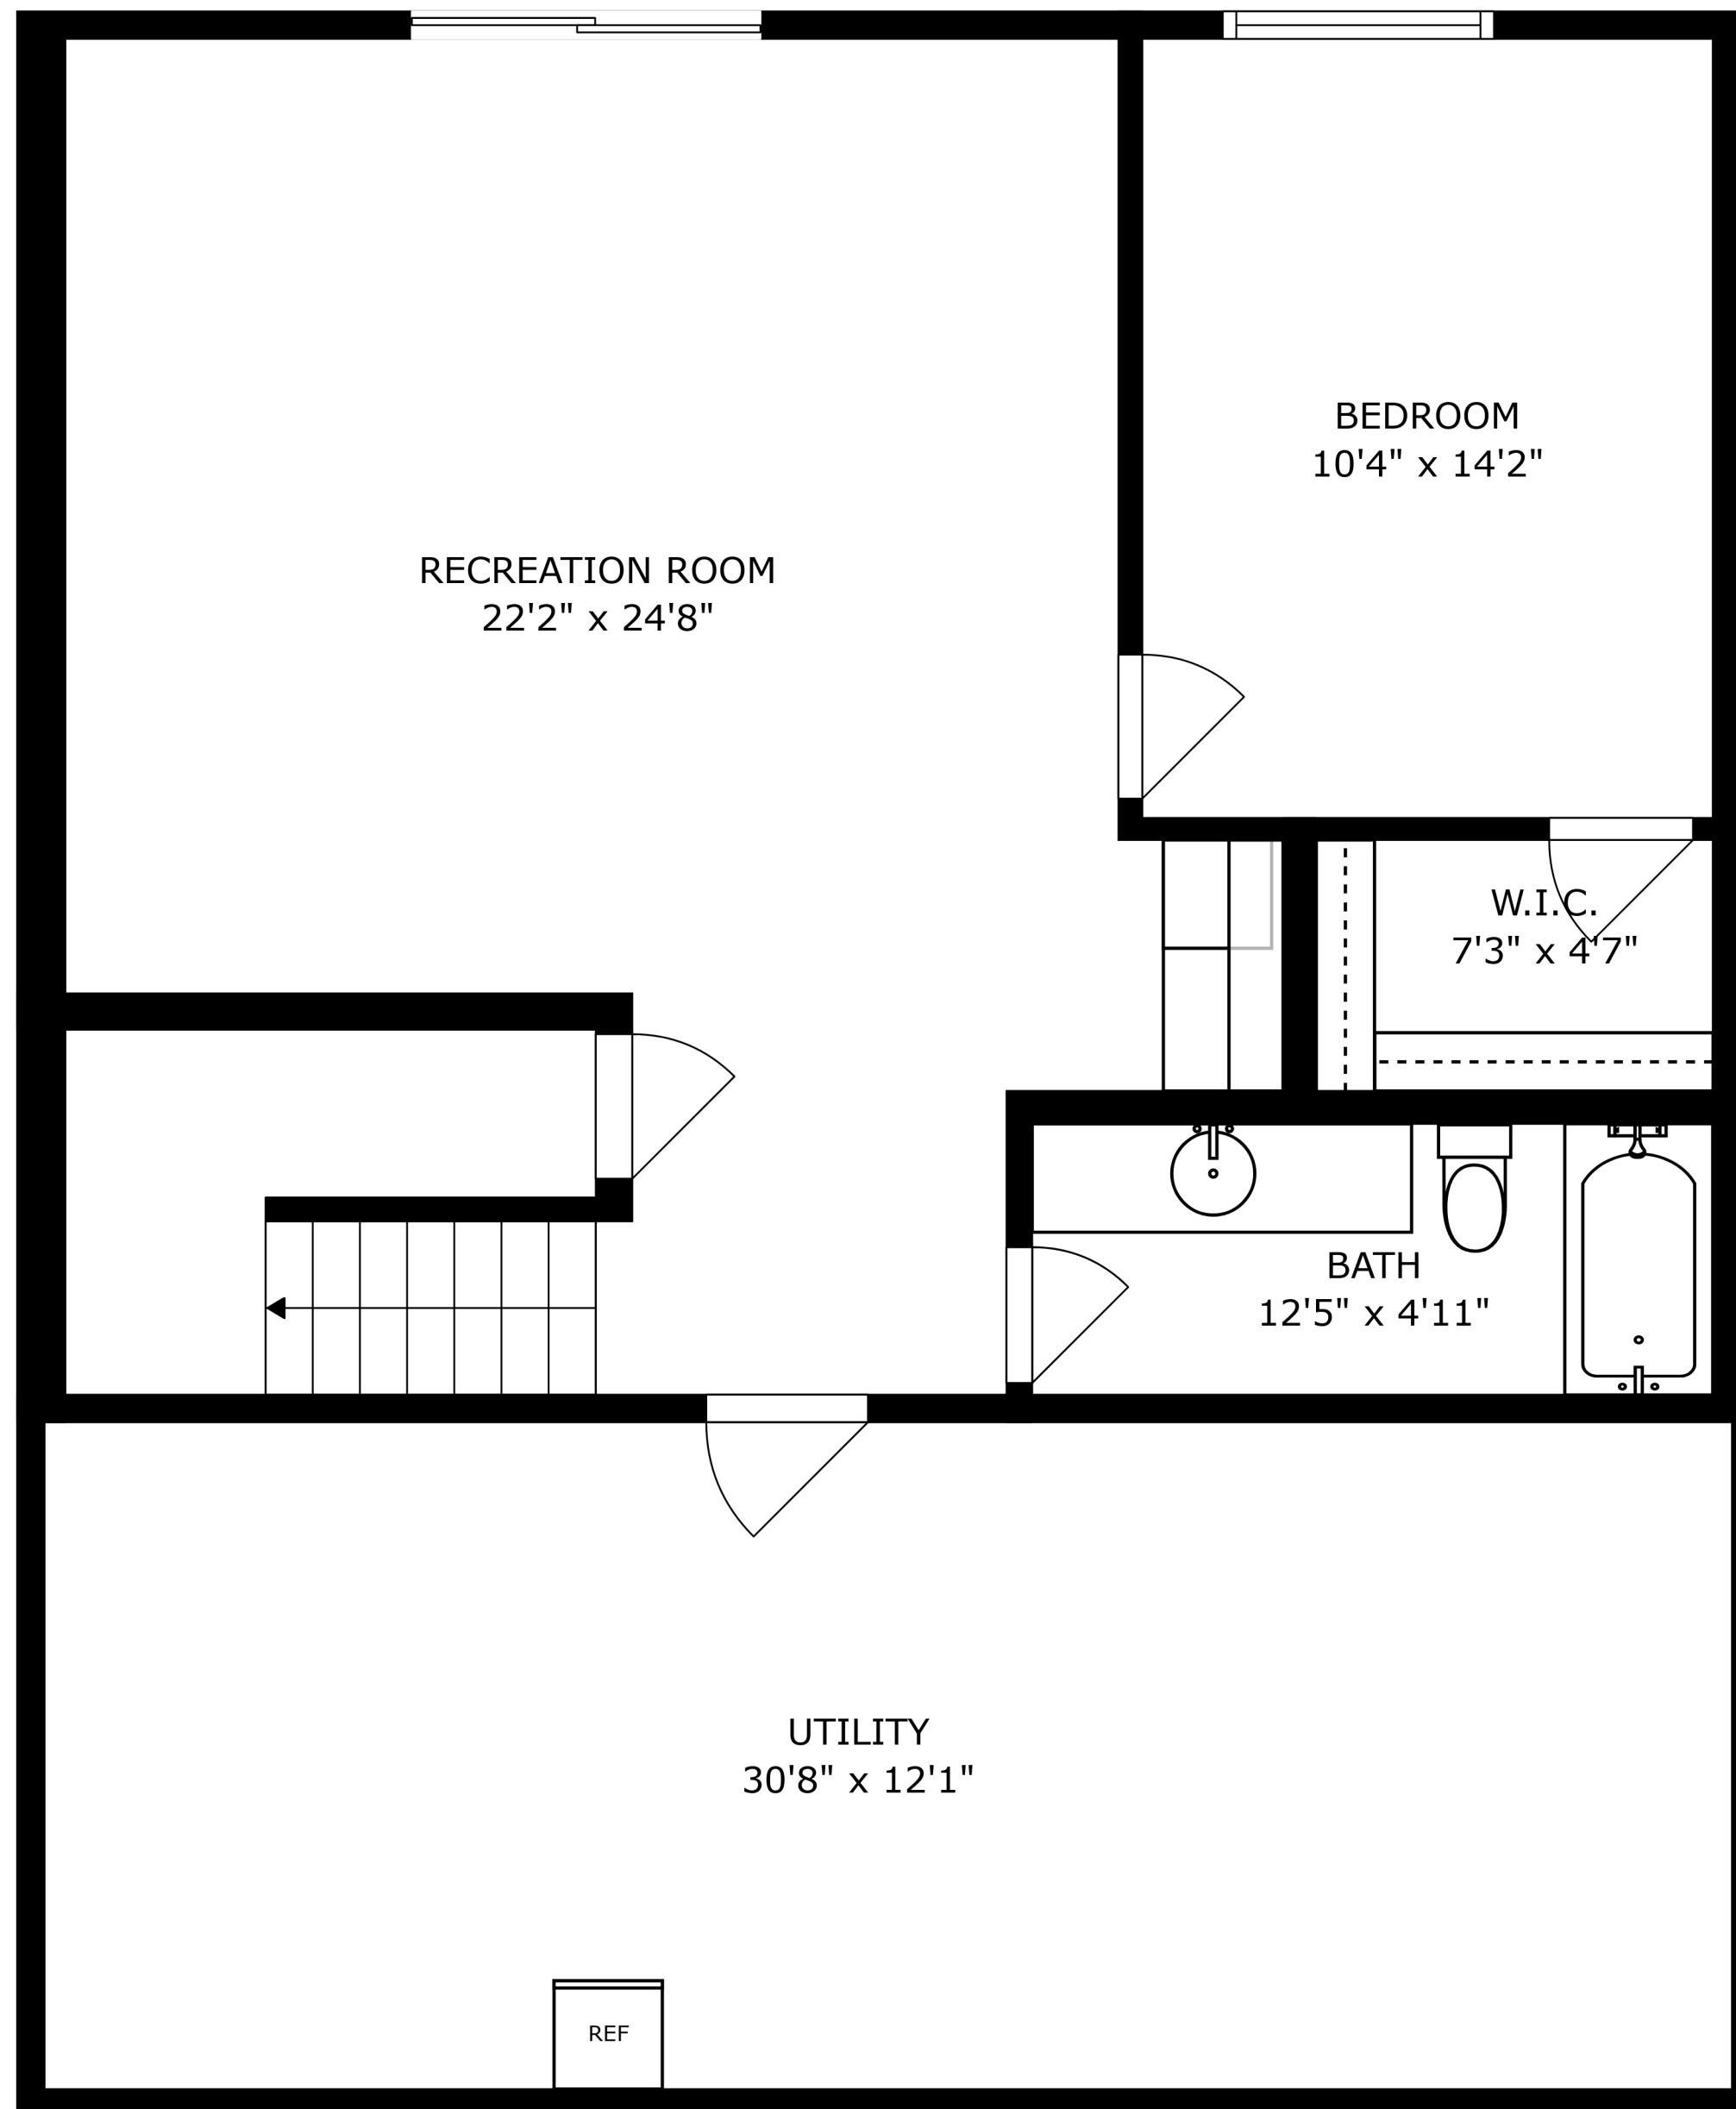 BEDROOM
10'4" x 14'2"
RECREATION ROOM
22'2" x 24'8"
W.I.C.
7'3" x 4'7"
BATH
12'5" x 4'11"
UTILITY
30'8" x 12'1"
REF